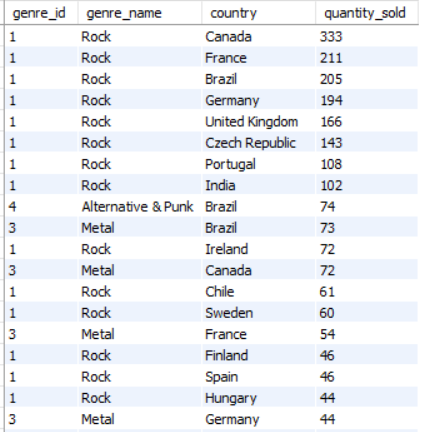 genre_id genre_name country quantity_sold
1 Rock Canada 333
1 Rock France 211
1 Rock Brazil 205
1 Rock Germany 194
1 Rock United Kingdom 166
1 Rock Czech Republic 143
1 Rock Portugal 108
1 Rock India 102
4 Alternative & Punk Brazil 74
3 Metal Brazil 73
1 Rock Ireland 72
3 Metal Canada 72
1 Rock Chile 61
1 Rock Sweden 60
3 Metal France 54
1 Rock Finland 46
1 Rock Spain 46
1 Rock Hungary 44
3 Metal Germany 44